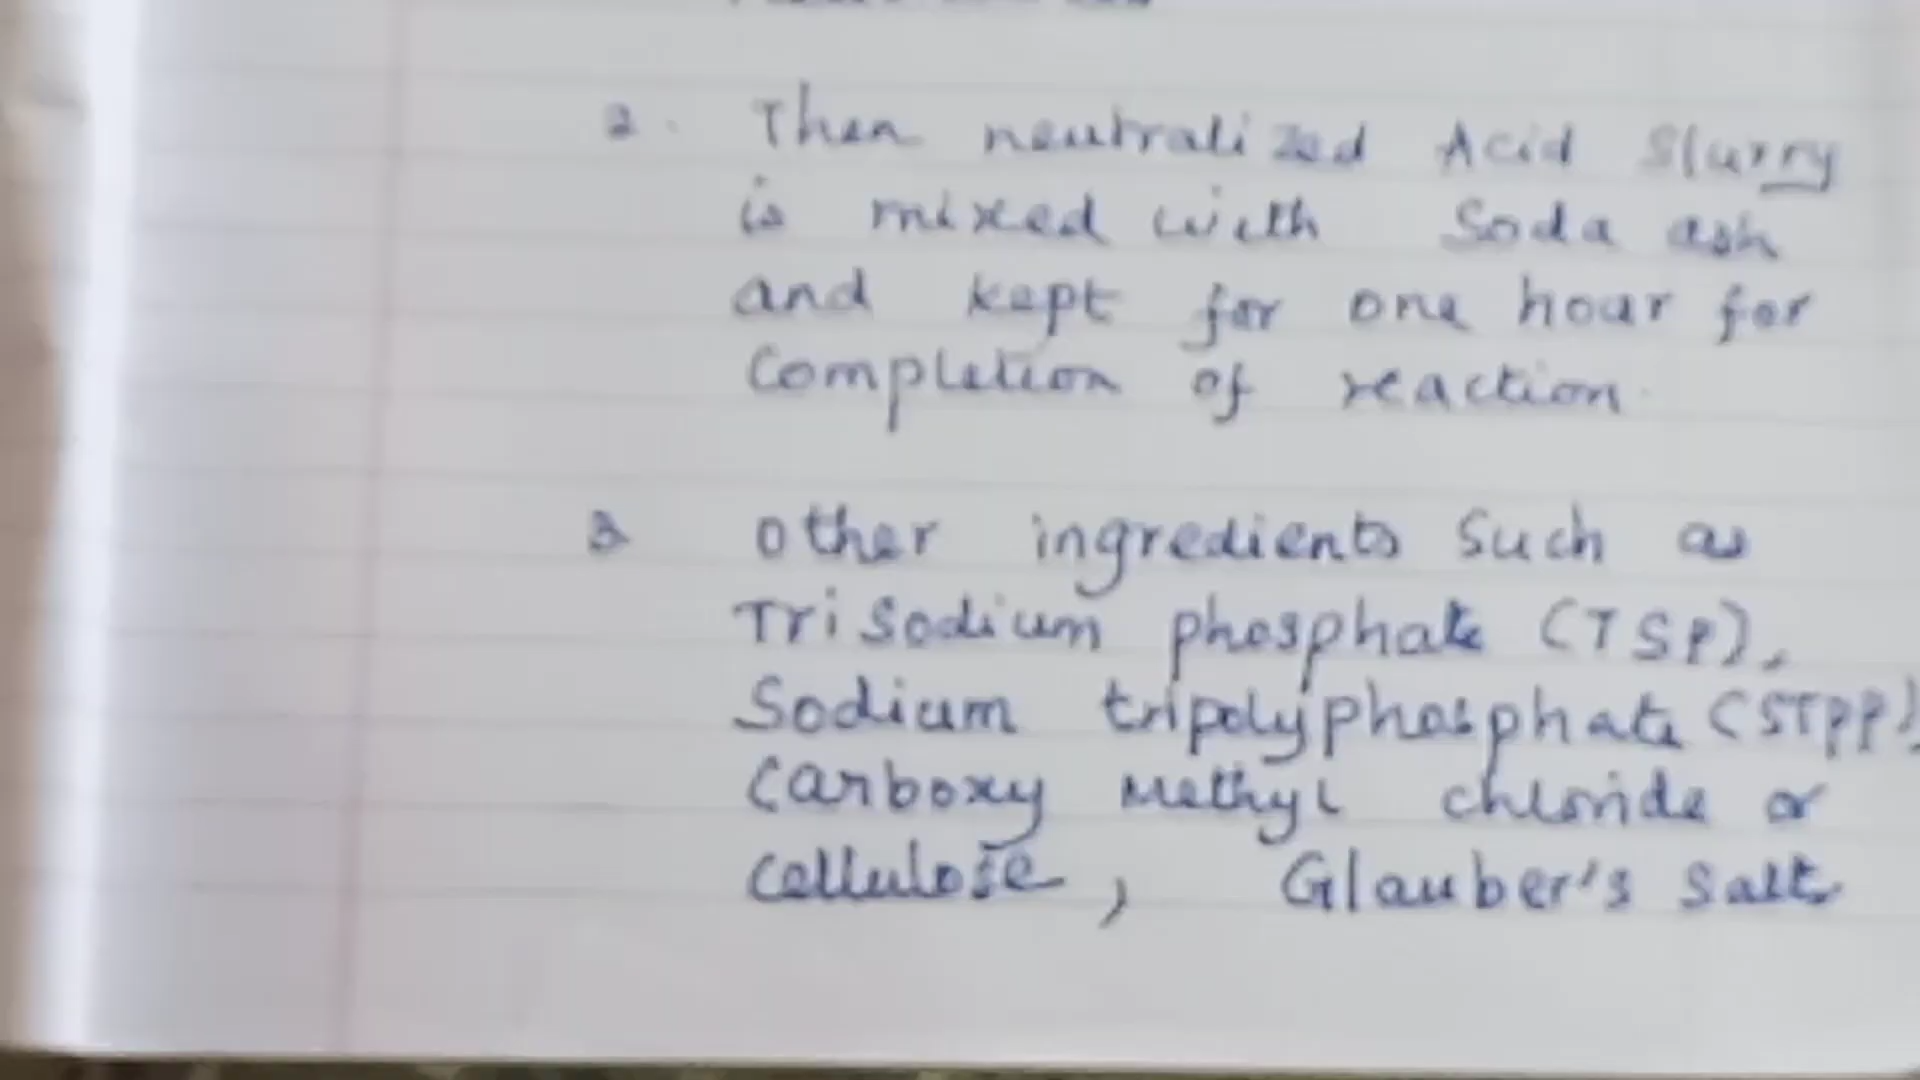 2. Then neutralized Acid Slurry
is mixed with Soda ash
and kept for one hour for
Completion of reaction.
3 Other ingredients Such as
Tri Sodium phosphate (TSP),
Sodium tripolyphosphate (STPP)
Carboxy Methyl chloride or
cellulose, Glauber's Salt